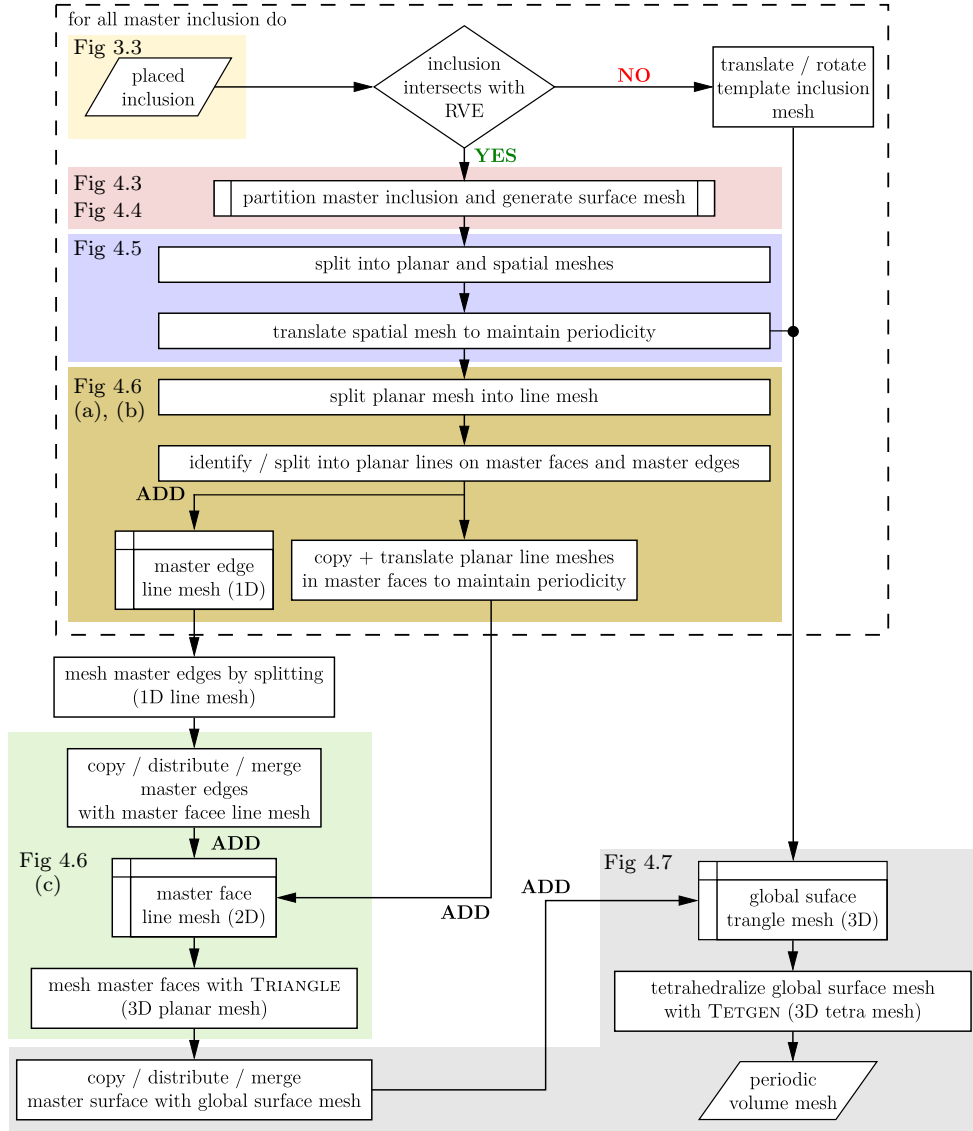 for all master inclusion do
Fig 3.3
placed
inclusion
inclusion
intersects with
RVE
NO
translate / rotate
template inclusion
mesh
YES
Fig 4.3
Fig 4.4
partition master inclusion and generate surface mesh
Fig 4.5
split into planar and spatial meshes
translate spatial mesh to maintain periodicity
Fig 4.6
(a), (b)
split planar mesh into line mesh
identify / split into planar lines on master faces and master edges
ADD
master edge
line mesh (1D)
copy + translate planar line meshes
in master faces to maintain periodicity
mesh master edges by splitting
(1D line mesh)
copy / distribute / merge
master edges
with master facee line mesh
ADD
Fig 4.6
(c)
master face
line mesh (2D)
ADD
mesh master faces with TRIANGLE
(3D planar mesh)
copy / distribute / merge
master surface with global surface mesh
ADD
Fig 4.7
global suface
trangle mesh (3D)
tetrahedralize global surface mesh
with TETGEN (3D tetra mesh)
periodic
volume mesh